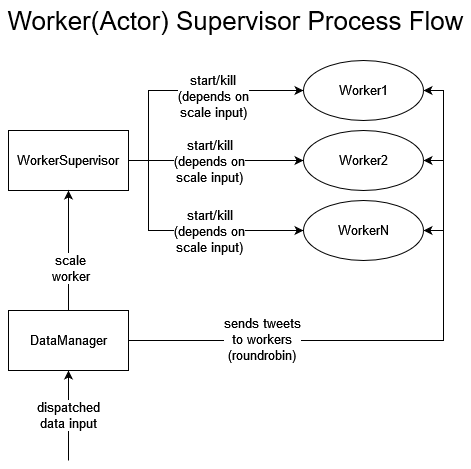 Worker(Actor) Supervisor Process Flow
start/kill
(depends on
scale input)
Worker1
WorkerSupervisor
start/kill
(depends on
scale input)
Worker2
start/kill
(depends on
scale input)
WorkerN
scale
worker
DataManager
sends tweets
to workers
(roundrobin)
dispatched
data input